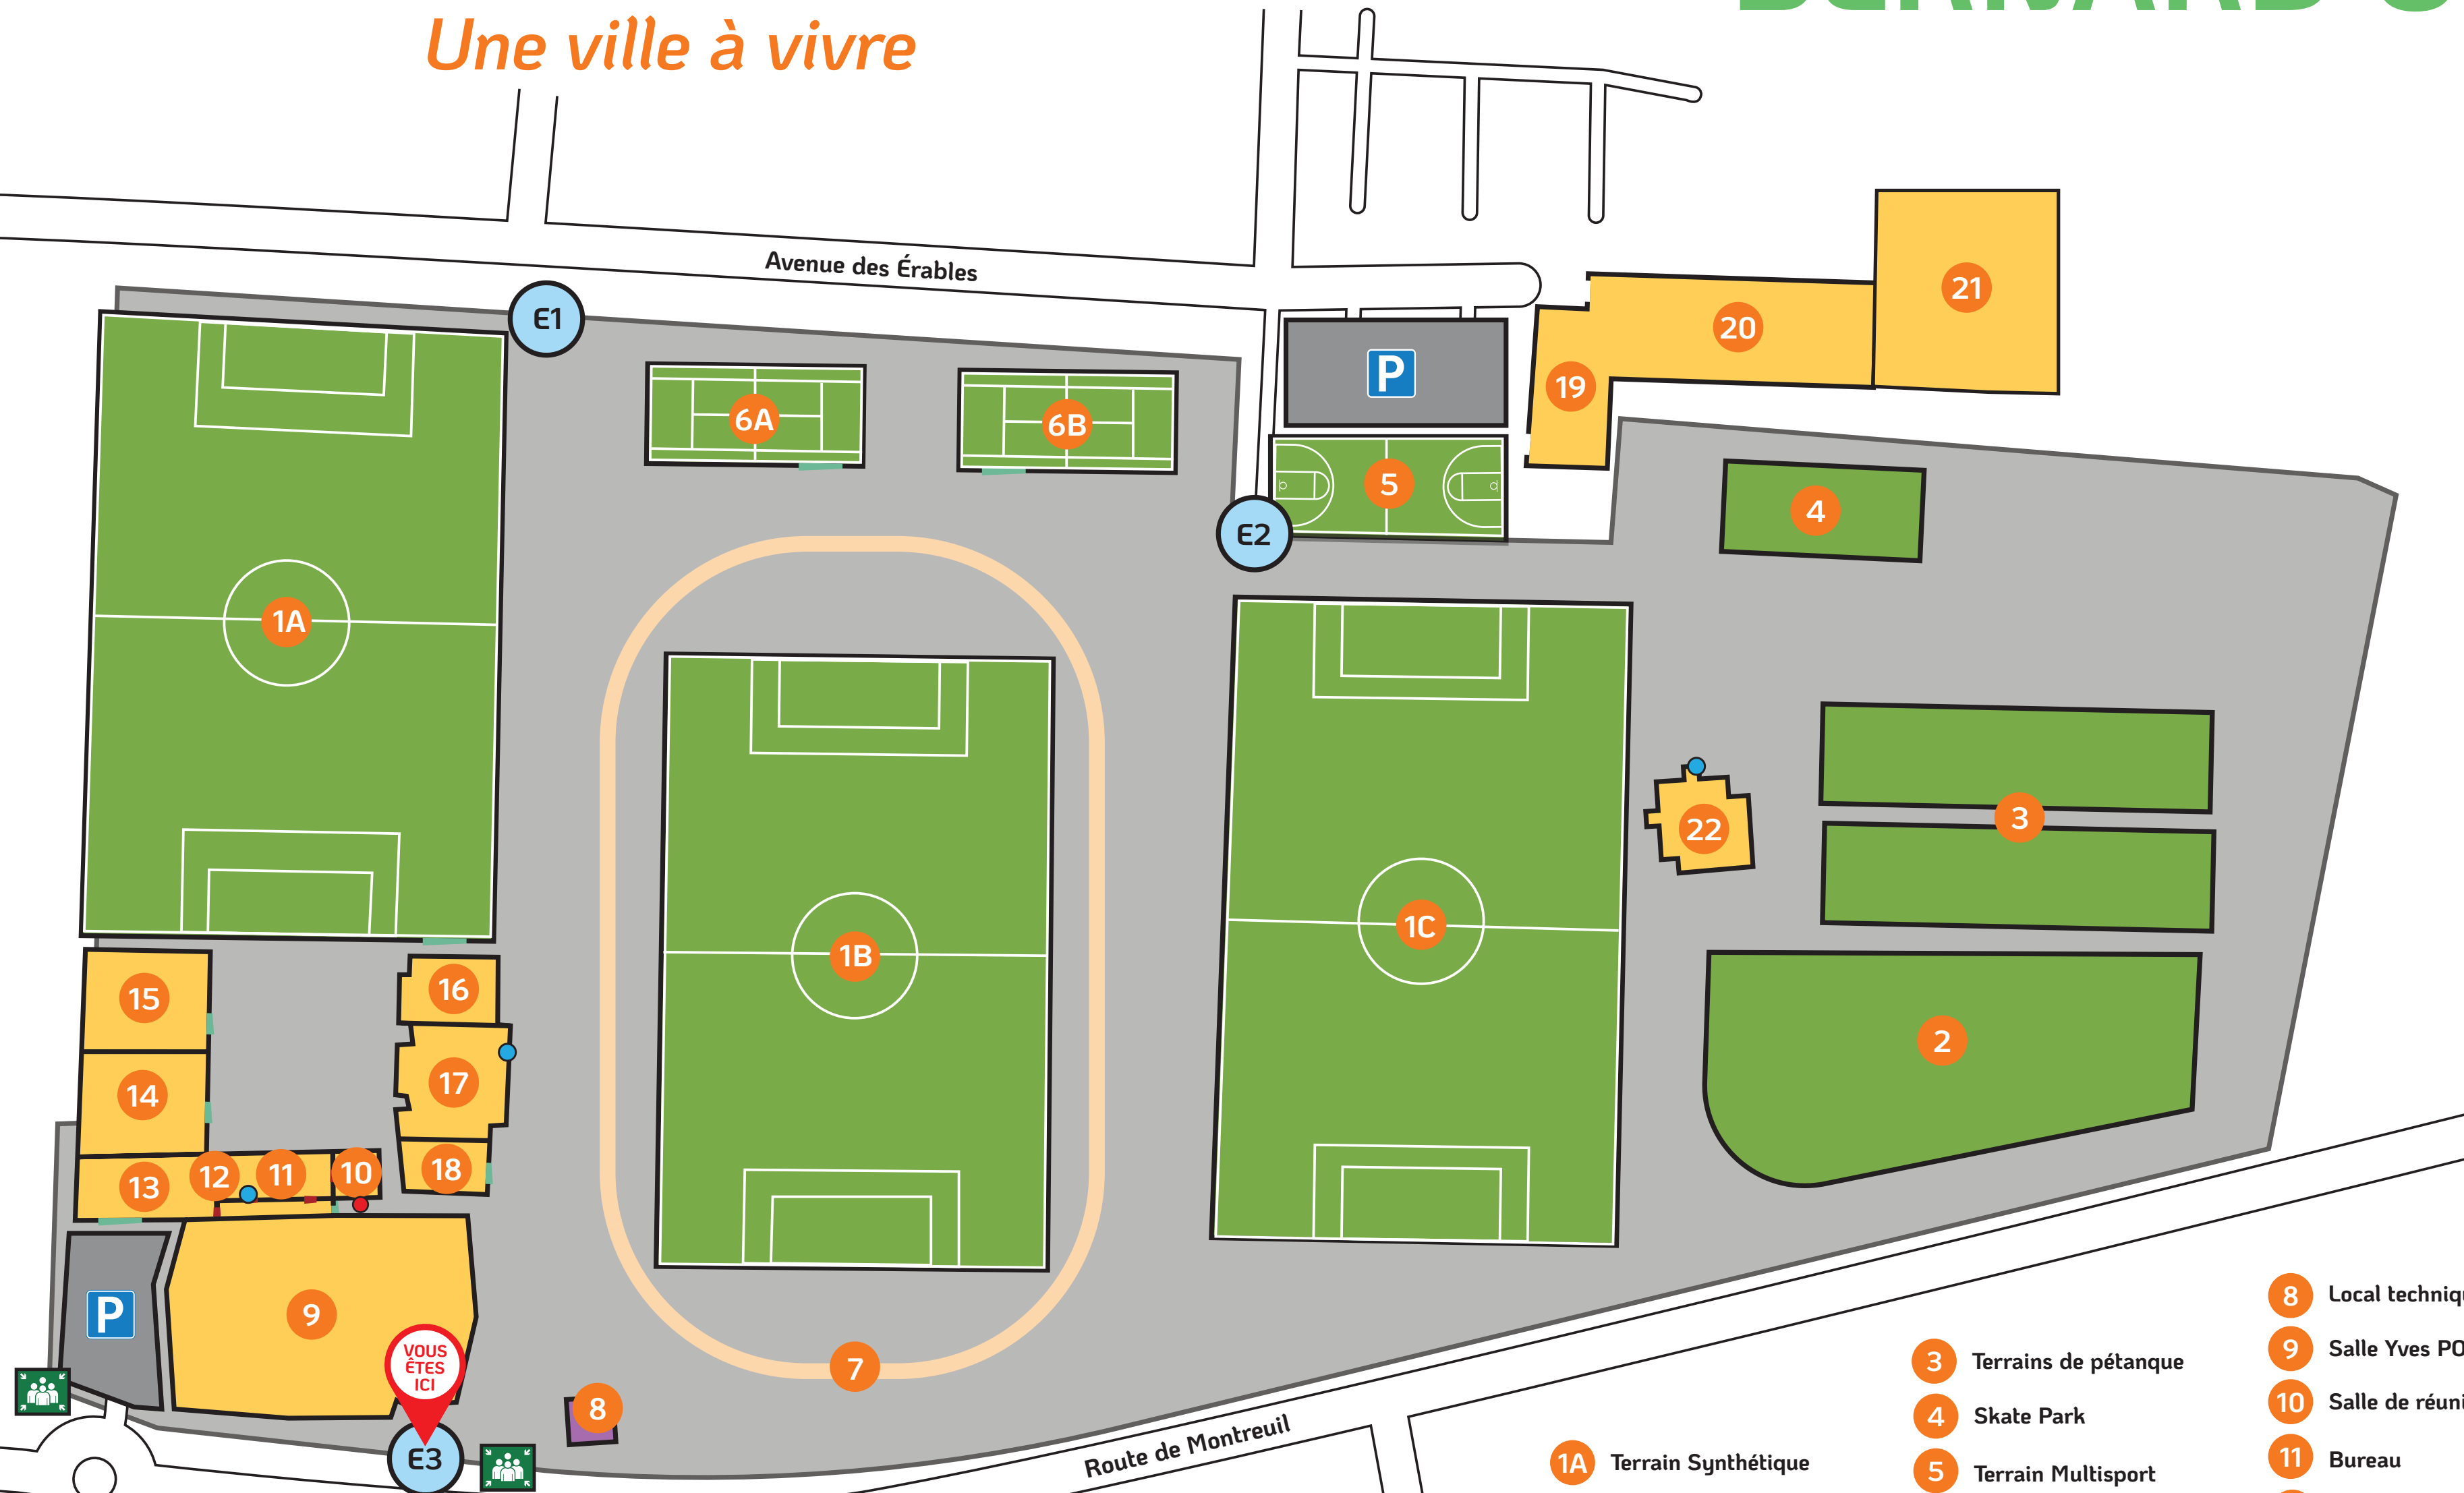 Une ville à vivre
Avenue des Érables
E1
21
20
P
19
6A
6B
5
4
E2
1A
3
22
1B
1C
16
15
2
17
14
18
12
11
10
13
P
9
VOUS
ÊTES
ICI
7
8
E3
Route de Montreuil
1A Terrain Synthétique
3 Terrains de pétanque
4 Skate Park
5 Terrain Multisport
8 Local
9 Salle Yves
10 Salle de
11 Bureau